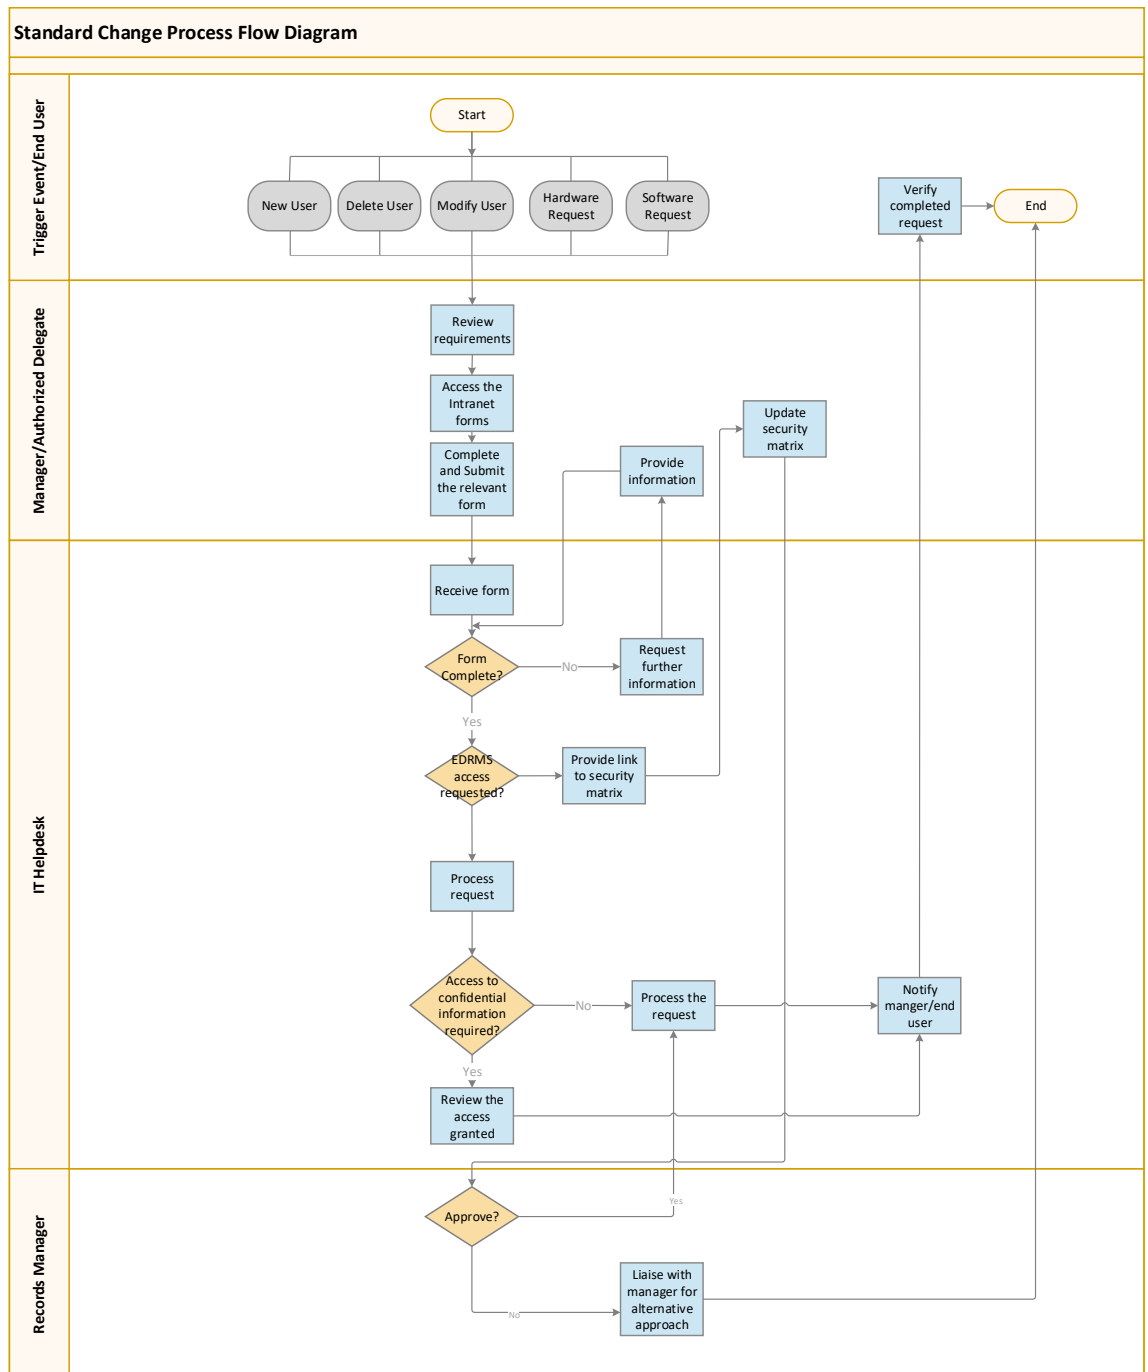 Standard Change Process Flow Diagram
Trigger Event/End User
Start
New User
Delete User
Modify User
Hardware
Request
Software
Request
Verify
completed
request
End
Manager/Authorized Delegate
Review
requirements
Access the
Intranet
forms
Complete
and Submit
the relevant
form
Provide
information
Update
security
matrix
IT Helpdesk
Receive form
Form
Complete?
No
Request
further
information
Yes
EDRMS
access
requested?
Provide link
to security
matrix
Process
request
Access to
confidential
information
required?
No
Process the
request
Notify
manger/end
user
Yes
Review the
access
granted
Records Manager
Approve?
Yes
No
Liaise with
manager for
alternative
approach